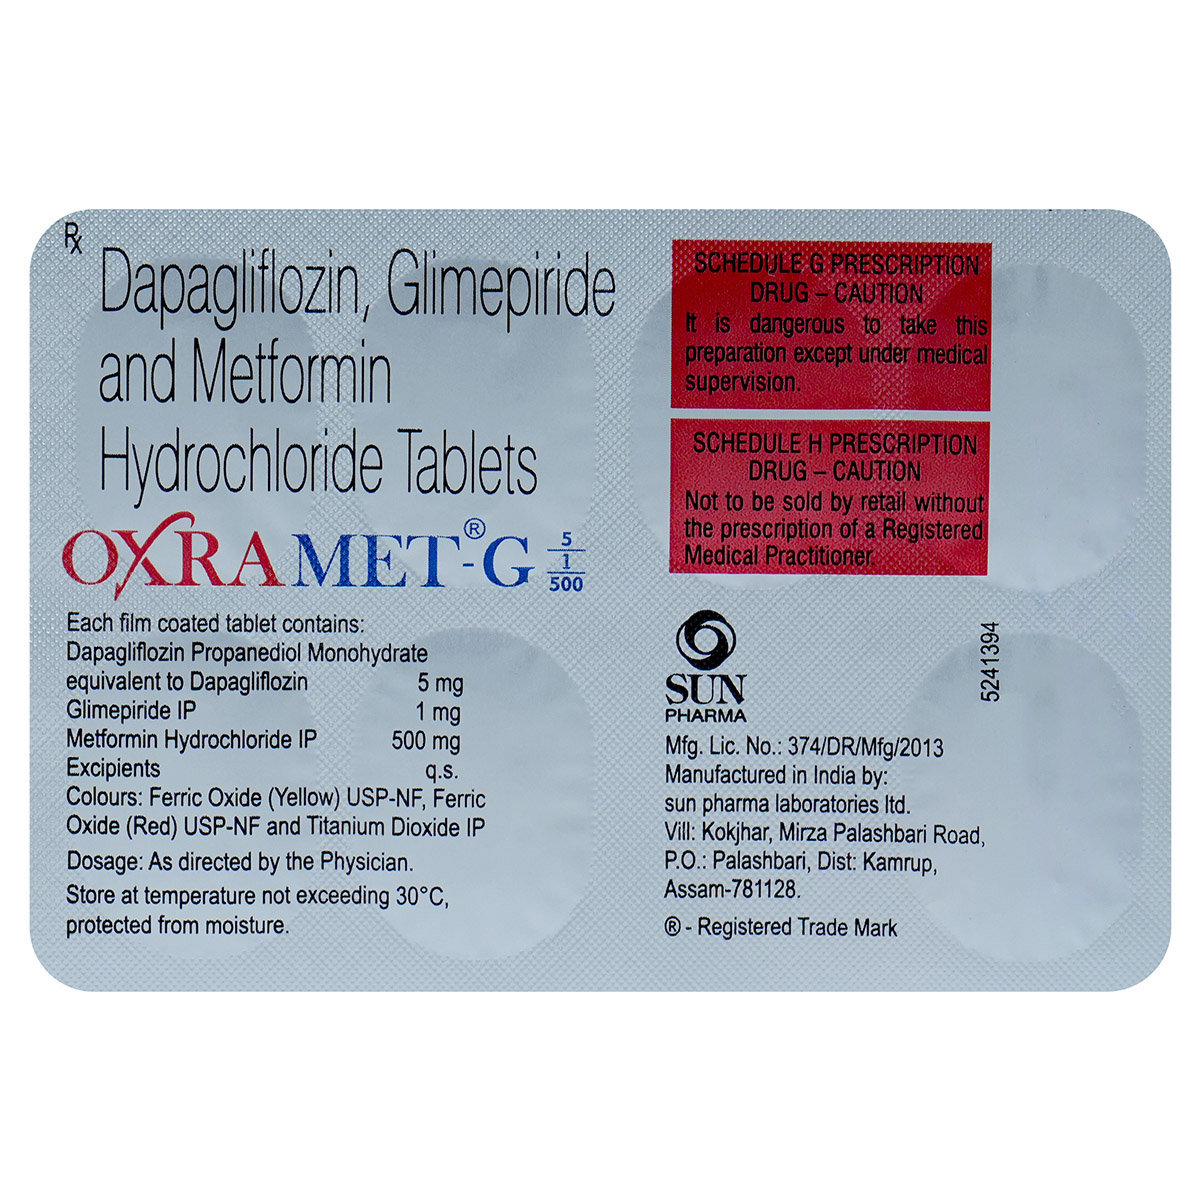 Rx
Dapagliflozin, Glimepiride
and Metformin
Hydrochloride Tablets
OXRAMET-®G 5/1/500
Each film coated tablet contains:
Dapagliflozin Propanediol Monohydrate
equivalent to Dapagliflozin 5 mg
Glimepiride IP 1 mg
Metformin Hydrochloride IP 500 mg
Excipients q.s.
Colours: Ferric Oxide (Yellow) USP-NF, Ferric
Oxide (Red) USP-NF and Titanium Dioxide IP
Dosage: As directed by the Physician.
Store at temperature not exceeding 30°C,
protected from moisture.
SCHEDULE G PRESCRIPTION
DRUG – CAUTION
It is dangerous to take this
preparation except under medical
supervision.
SCHEDULE H PRESCRIPTION
DRUG – CAUTION
Not to be sold by retail without
the prescription of a Registered
Medical Practitioner.
SUN
PHARMA
Mfg. Lic. No.: 374/DR/Mfg/2013
Manufactured in India by:
sun pharma laboratories ltd.
Vill: Kokjhar, Mirza Palashbari Road,
P.O.: Palashbari, Dist: Kamrup,
Assam-781128.
® - Registered Trade Mark
5241394